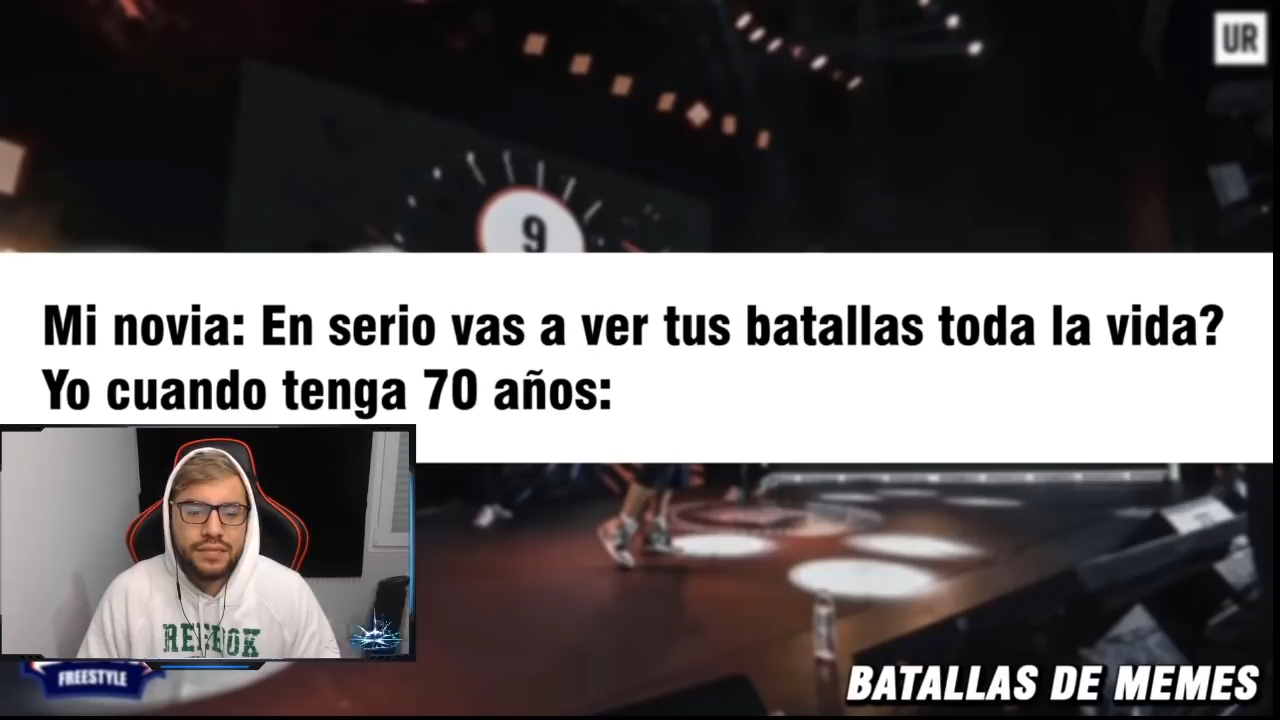 UR
9
Mi novia: En serio vas a ver tus batallas toda la vida?
Yo cuando tenga 70 años:
REEBOK
FREESTYLE
BATALLAS DE MEMES